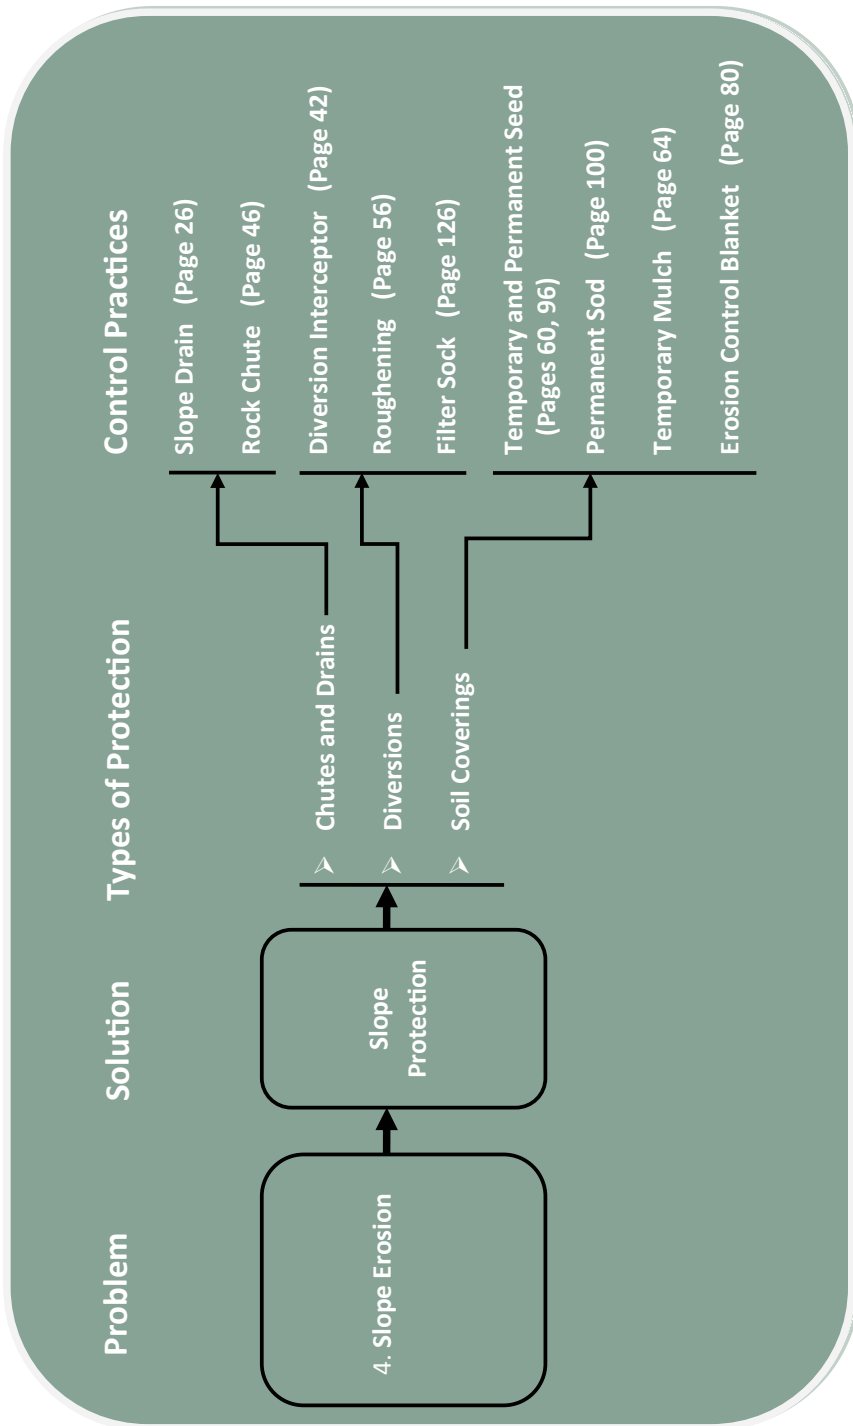 Problem
Solution
Types of Protection
Control Practices
4. Slope Erosion
Slope
Protection
Chutes and Drains
Diversions
Soil Coverings
Slope Drain (Page 26)
Rock Chute (Page 46)
Diversion Interceptor (Page 42)
Roughening (Page 56)
Filter Sock (Page 126)
Temporary and Permanent Seed
(Pages 60, 96)
Permanent Sod (Page 100)
Temporary Mulch (Page 64)
Erosion Control Blanket (Page 80)